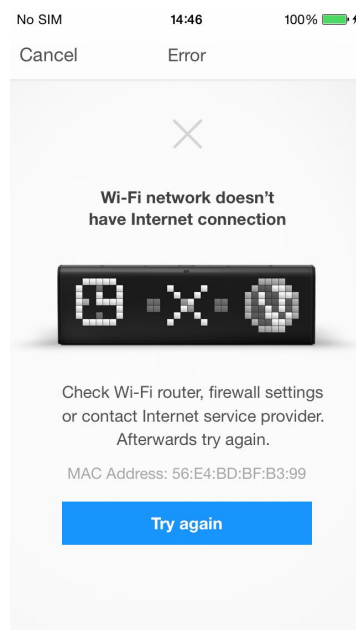 No SIM 14:46 100%
Cancel Error
Wi-Fi network doesn't
have Internet connection
Check Wi-Fi router, firewall settings
or contact Internet service provider.
Afterwards try again.
MAC Address: 56:E4:BD:BF:B3:99
Try again